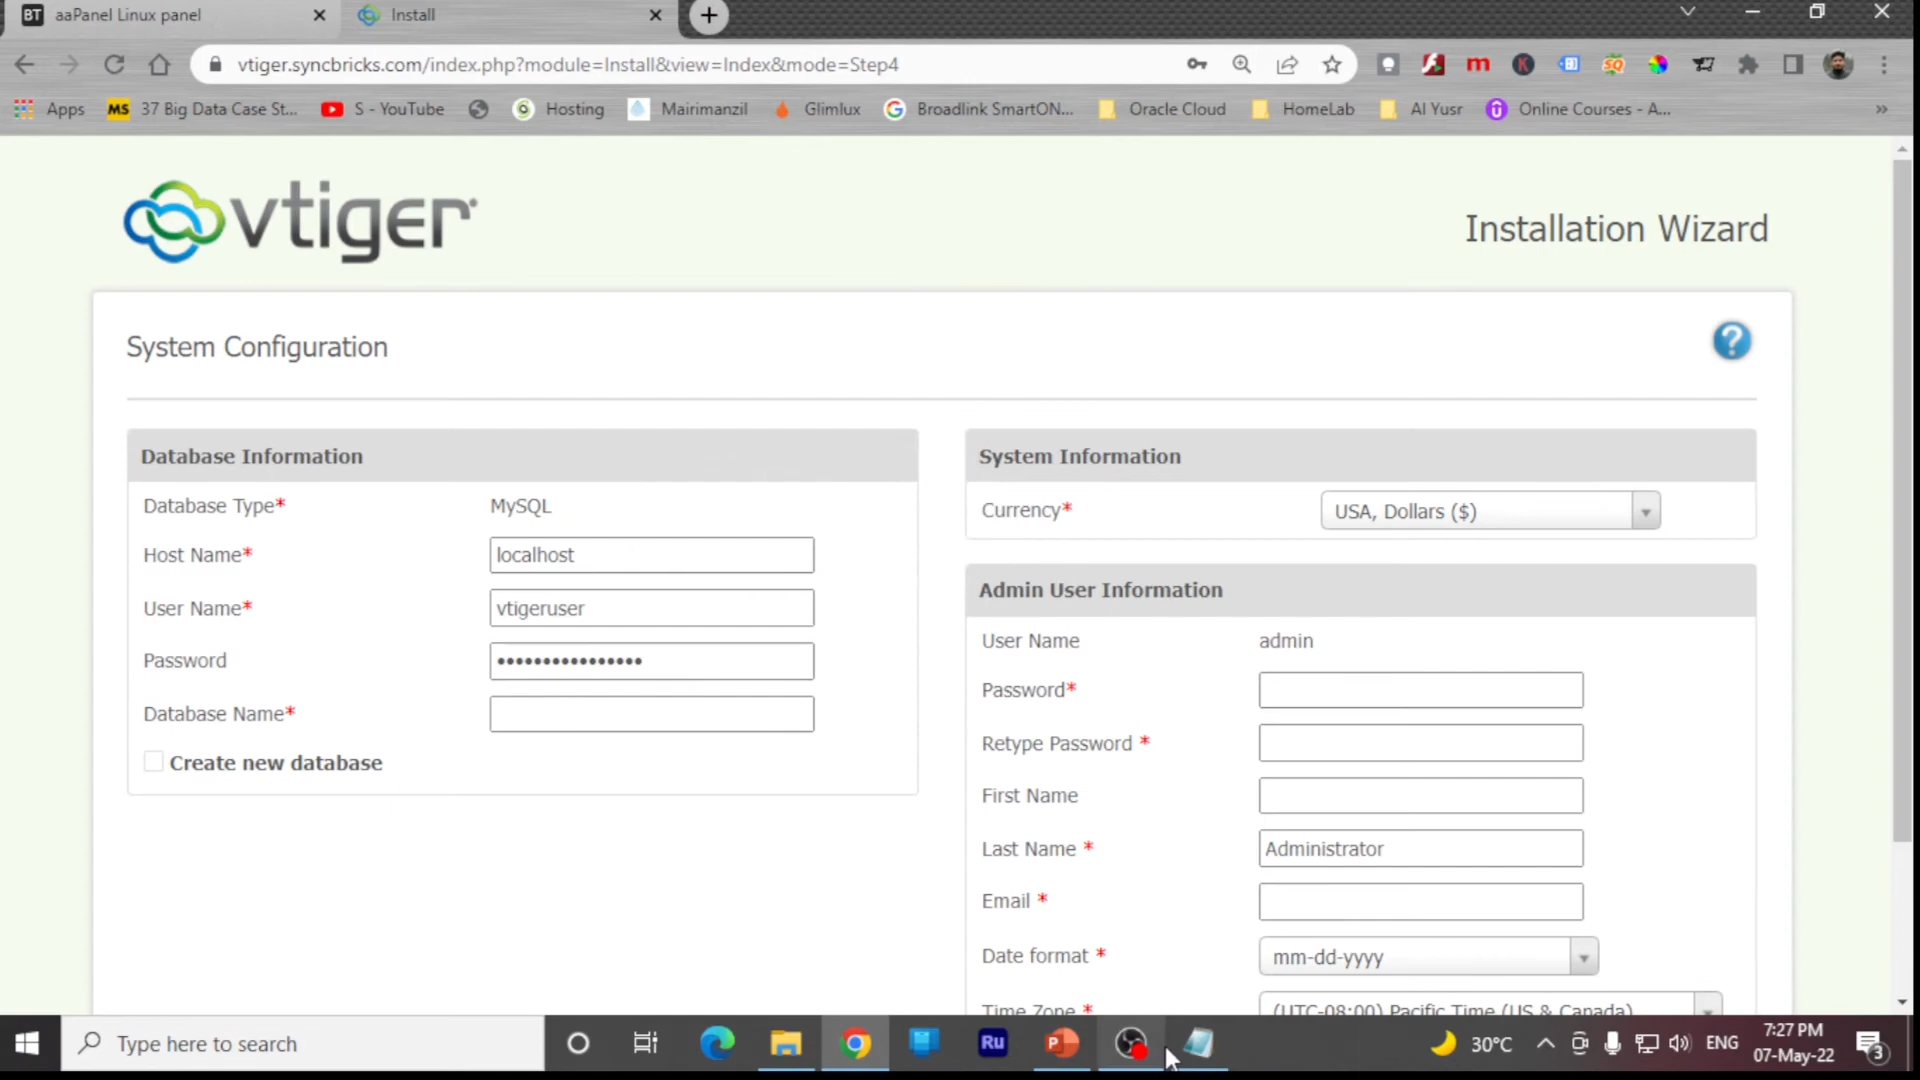 BT aaPanel Linux panel
Install
vtiger.syncbricks.com/index.php?module=Install&view=Index&mode=Step4
Apps
MS 37 Big Data Case St...
S - YouTube
Hosting
Mairimanzil
Glimlux
Broadlink SmartON...
Oracle Cloud
HomeLab
Al Yusr
Online Courses - A...
»
vtiger
Installation Wizard
System Configuration
?
Database Information
Database Type* MySQL
Host Name* localhost
User Name* vtigeruser
Password ••••••••••••••••
Database Name*
Create new database
System Information
Currency* USA, Dollars ($)
Admin User Information
User Name admin
Password*
Retype Password *
First Name
Last Name * Administrator
Email *
Date format * mm-dd-yyyy
Time Zone * (UTC-08:00) Pacific Time (US & Canada)
Type here to search
Ru
P
30°C
ENG
7:27 PM
07-May-22
3